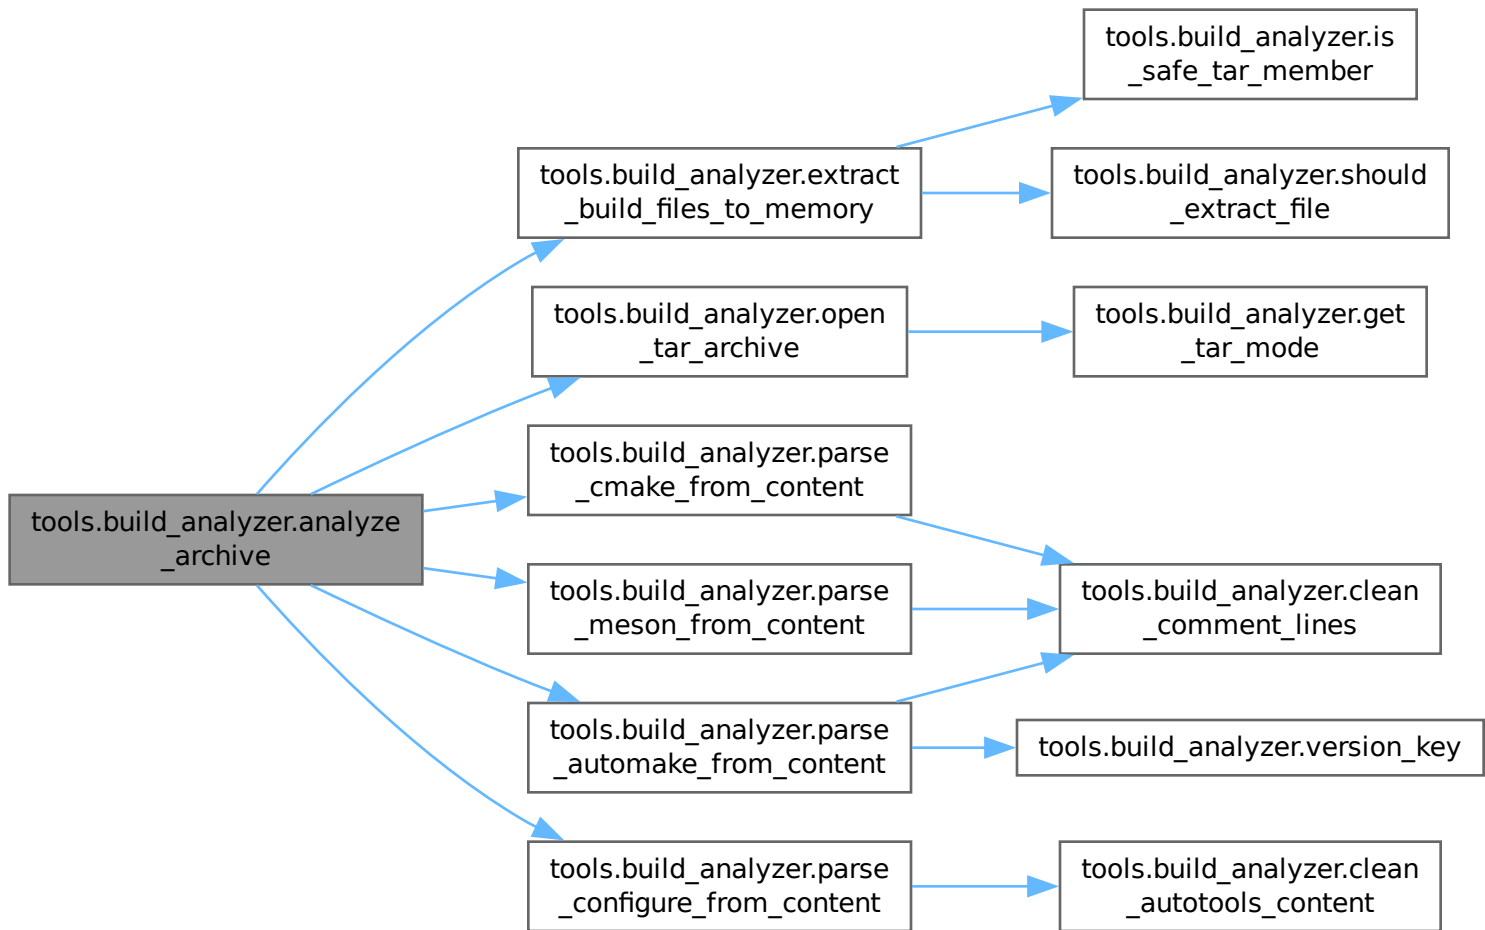 tools.build_analyzer.is
_safe_tar_member
tools.build_analyzer.extract
_build_files_to_memory
tools.build_analyzer.should
_extract_file
tools.build_analyzer.open
_tar_archive
tools.build_analyzer.get
_tar_mode
tools.build_analyzer.parse
_cmake_from_content
tools.build_analyzer.analyze
_archive
tools.build_analyzer.parse
_meson_from_content
tools.build_analyzer.clean
_comment_lines
tools.build_analyzer.parse
_automake_from_content
tools.build_analyzer.version_key
tools.build_analyzer.parse
_configure_from_content
tools.build_analyzer.clean
_autotools_content